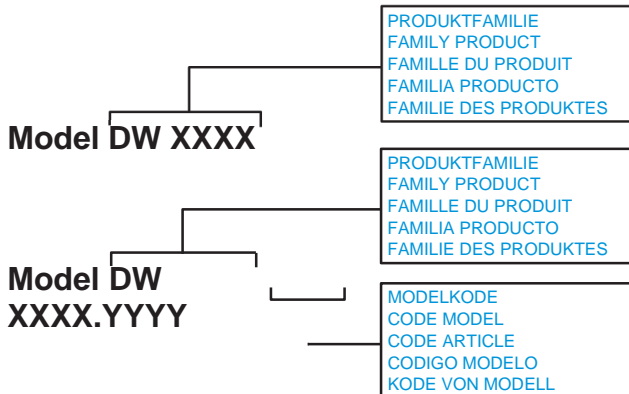 PRODUKTFAMILIE
FAMILY PRODUCT
FAMILLE DU PRODUIT
FAMILIA PRODUCTO
FAMILIE DES PRODUKTES
Model DW XXXX
PRODUKTFAMILIE
FAMILY PRODUCT
FAMILLE DU PRODUIT
FAMILIA PRODUCTO
FAMILIE DES PRODUKTES
Model DW
XXXX.YYYY
MODELKODE
CODE MODEL
CODE ARTICLE
CODIGO MODELO
KODE VON MODELL